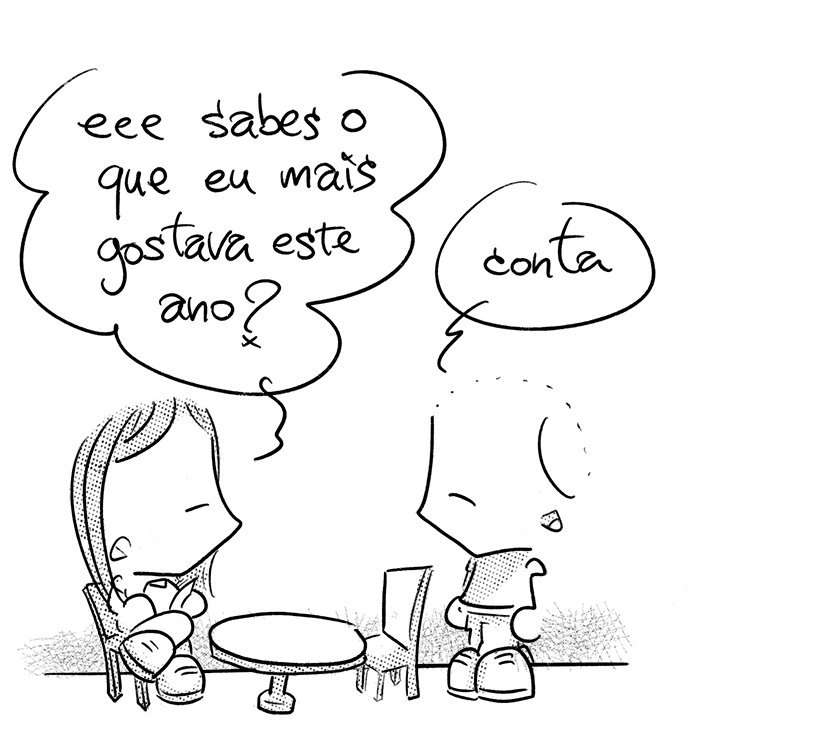 eee sabes o
que eu mais
gostava este
ano?
conta